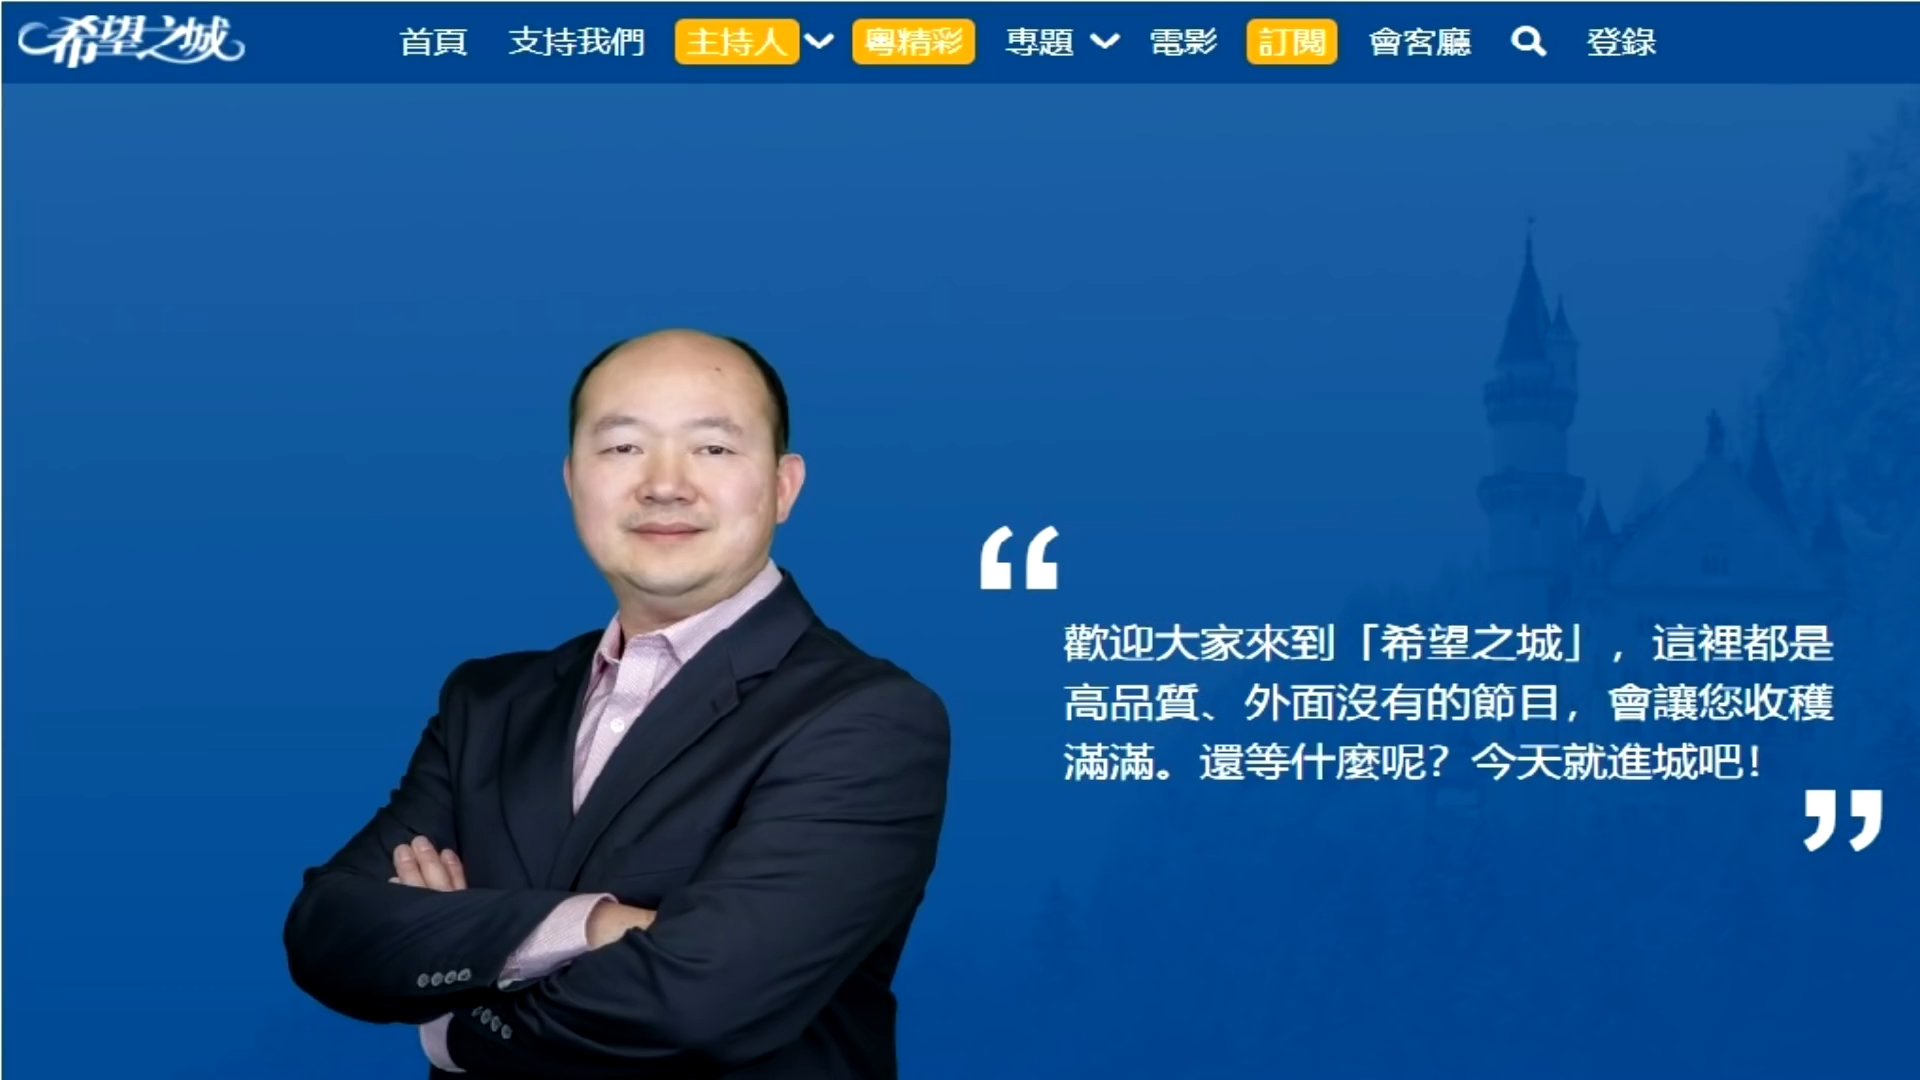 希望之城
首頁 支持我們 主持人 粵精彩 專題 電影 訂閱 會客廳 登錄
“
歡迎大家來到「希望之城」，這裡都是
高品質、外面沒有的節目，會讓您收穫
滿滿。還等什麼呢？今天就進城吧！
”